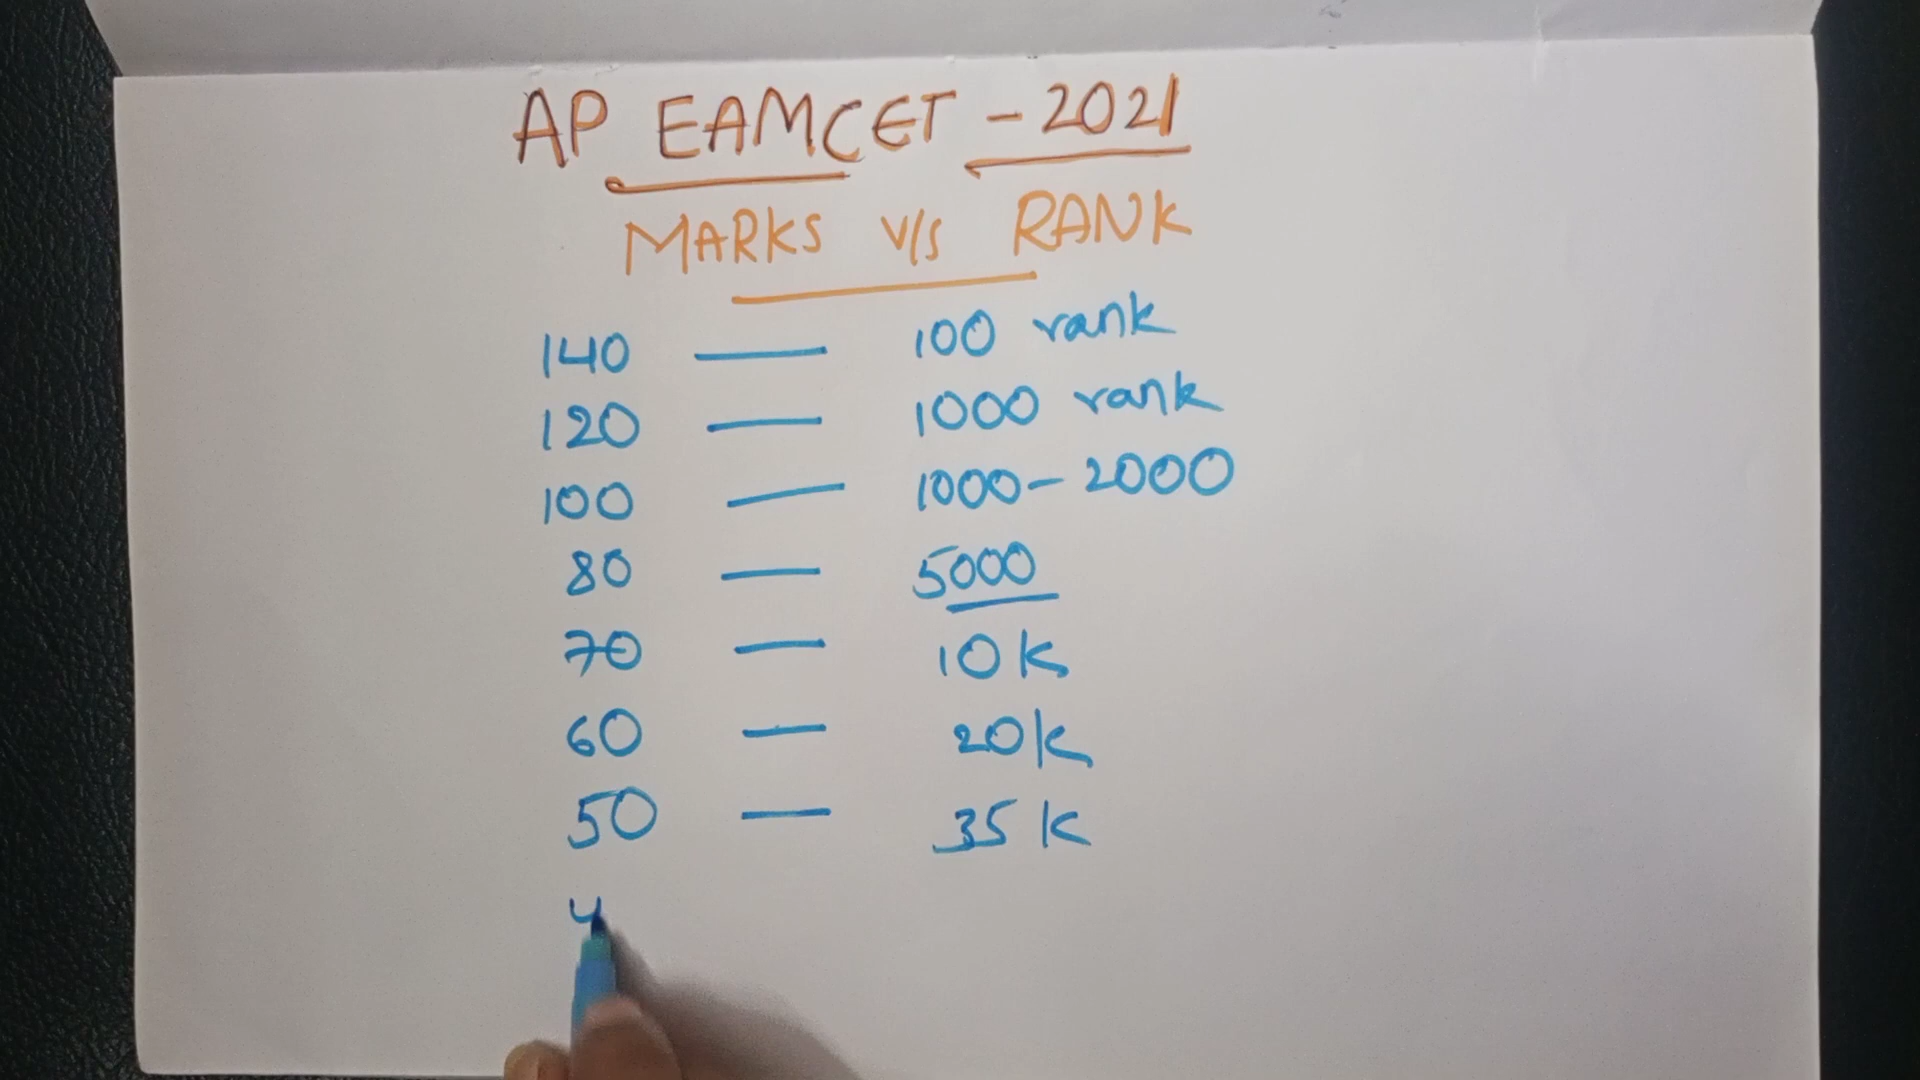 AP EAMCET - 2021
MARKS V/S RANK
140 — 100 rank
120 — 1000 rank
100 — 1000 - 2000
80 — 5000
70 — 10K
60 — 20K
50 — 35K
4